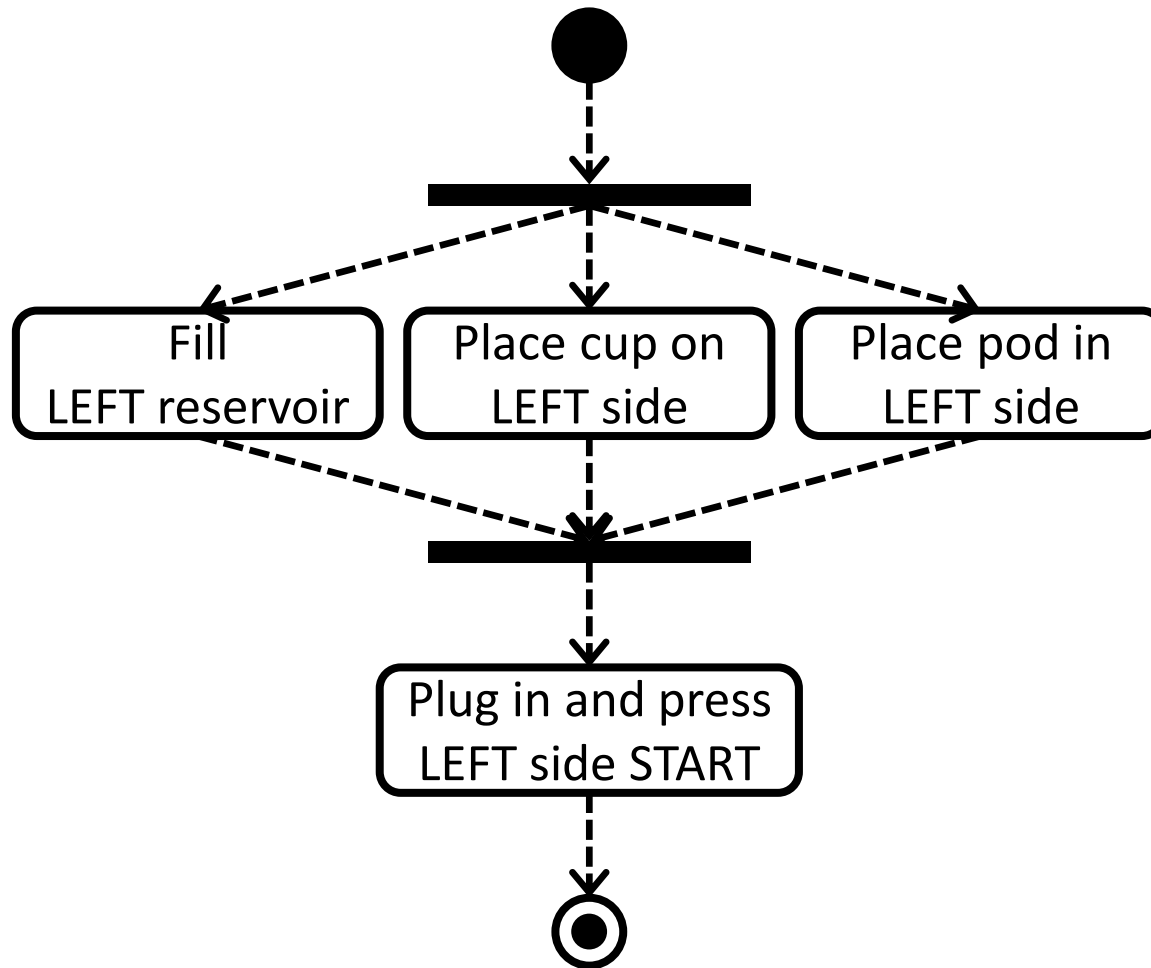 Fill
LEFT reservoir
Place cup on
LEFT side
Place pod in
LEFT side
Plug in and press
LEFT side START